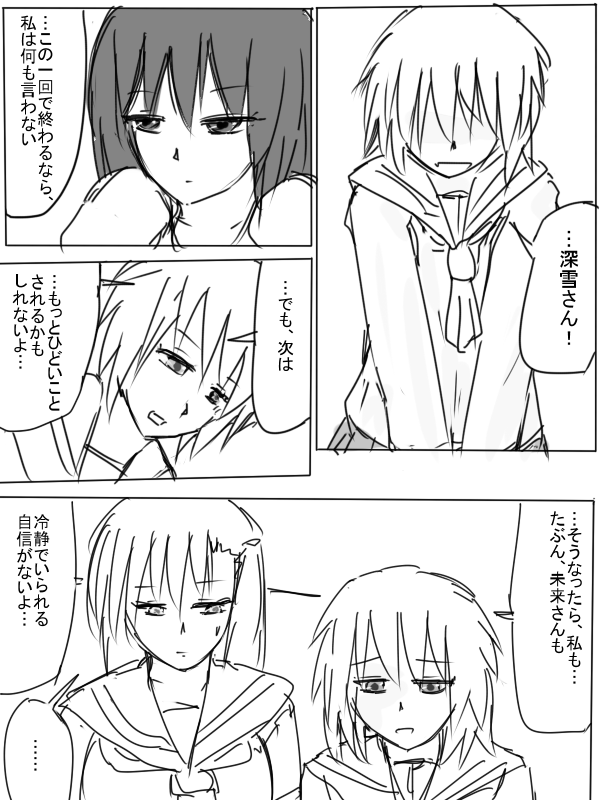 …深雪さん！
…この一回で終わるなら、
私は何も言わない
…でも、次は
…もっとひどいこと
されるかも
しれないよ…
…そうなったら、私も…
たぶん、未来さんも
冷静でいられる
自信がないよ…
……